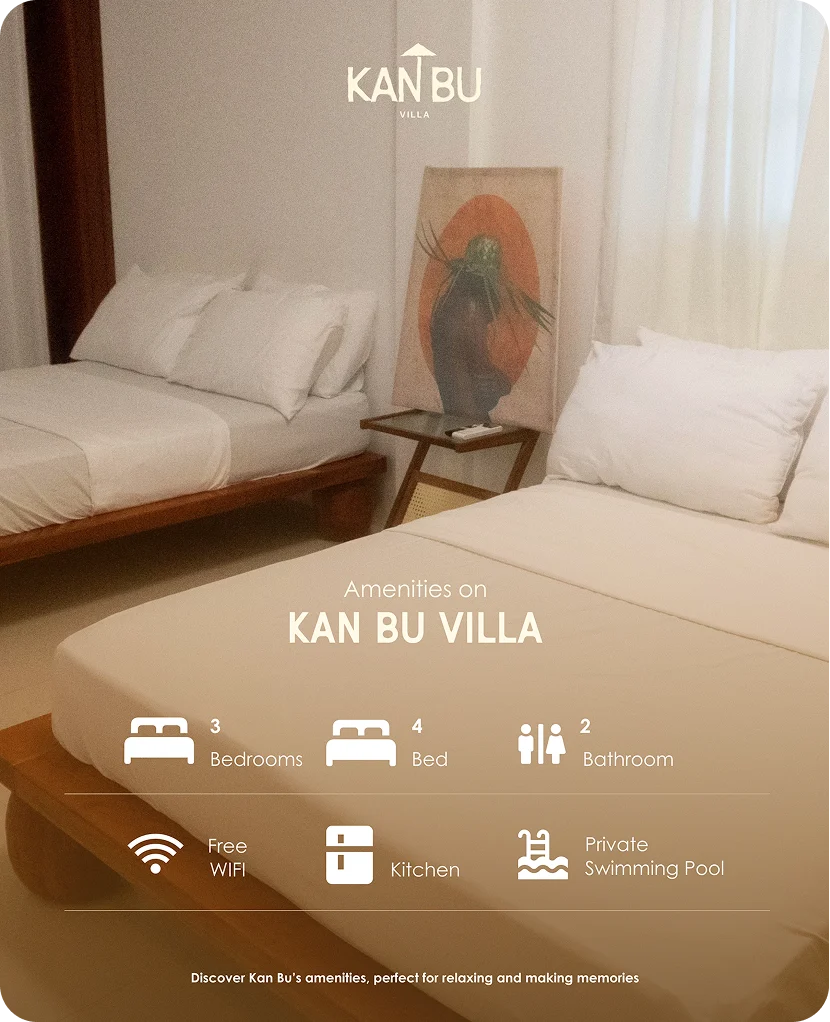 KAN BU
VILLA
Amenities on
KAN BU VILLA
3
Bedrooms
4
Bed
2
Bathroom
Free
WIFI
Kitchen
Private
Swimming Pool
Discover Kan Bu's amenities, perfect for relaxing and making memories